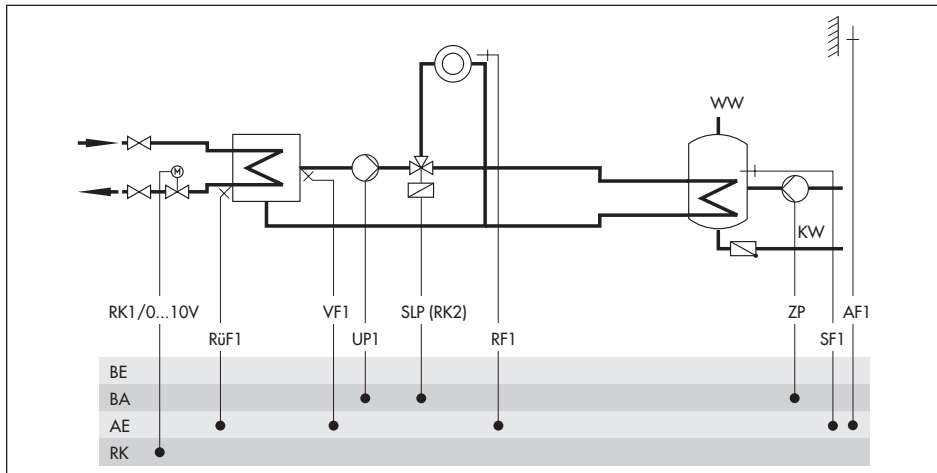 WW
KW
RK1/0...10V
VF1
SLP (RK2)
ZP
AF1
RüF1
UP1
RF1
SF1
BE
BA
AE
RK
M